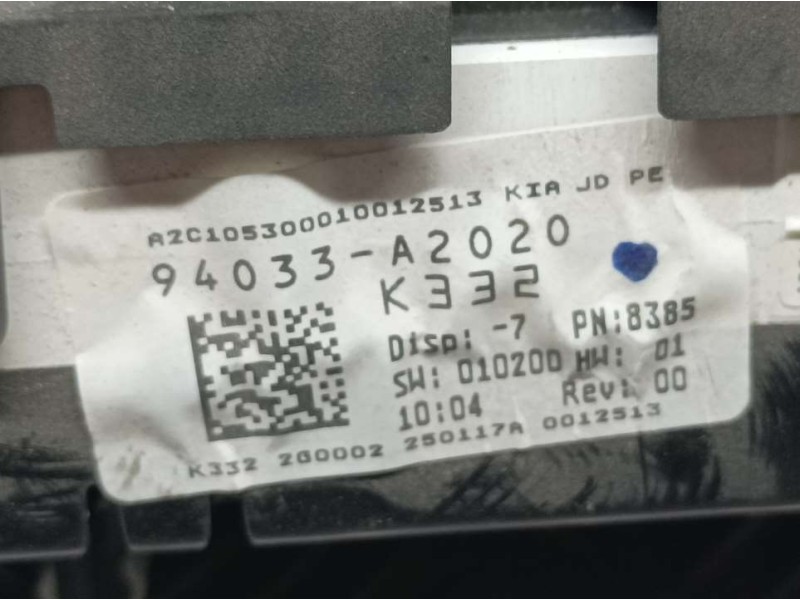 A2C105300010012513 KIA JD PE
94033-A2020
K332
Disp: -7 PN:8385
SW: 010200 HW: 01
10:04 Rev: 00
K332 2G0002 250117A 0012513